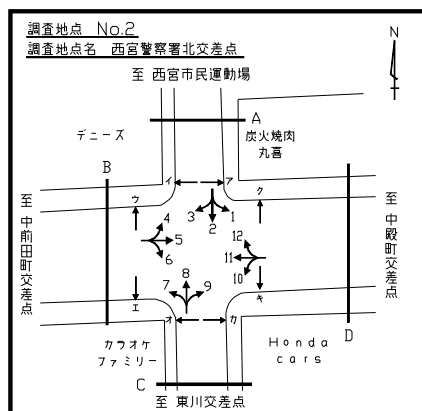 調査地点 No.2
調査地点名 西宮警察署北交差点
至 西宮市民運動場
N
デニーズ
A
炭火焼肉
丸喜
B
イ
ア
ク
ウ
至 中前田町交差点
至 中殿町交差点
3
2
1
4
5
6
12
11
10
7
8
9
エ
オ
カ
キ
カラオケ
ファミリー
Honda
cars
D
C
至 東川交差点